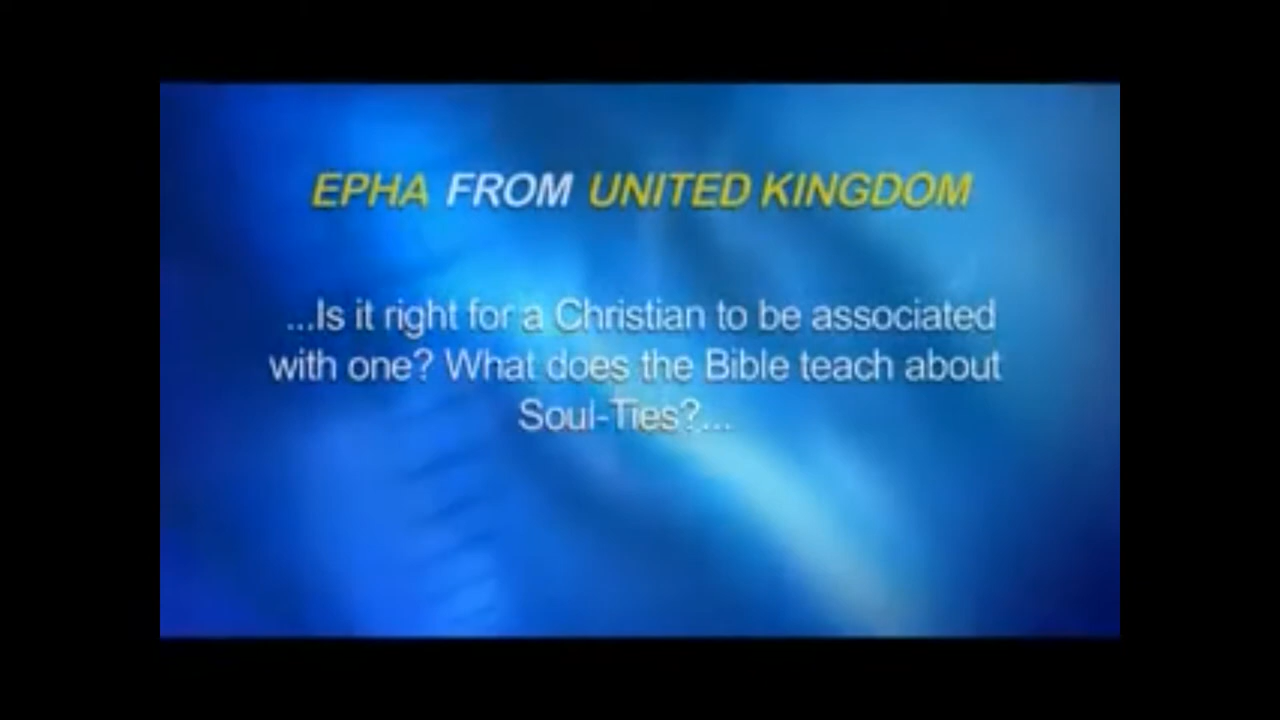 EPHA FROM UNITED KINGDOM
...Is it right for a Christian to be associated
with one? What does the Bible teach about
Soul-Ties?...